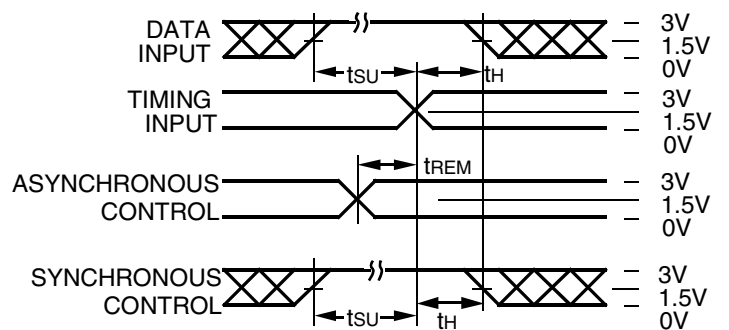 DATA
INPUT
3V
1.5V
0V
tSU
tH
TIMING
INPUT
3V
1.5V
0V
tREM
ASYNCHRONOUS
CONTROL
3V
1.5V
0V
SYNCHRONOUS
CONTROL
3V
1.5V
0V
tSU
tH